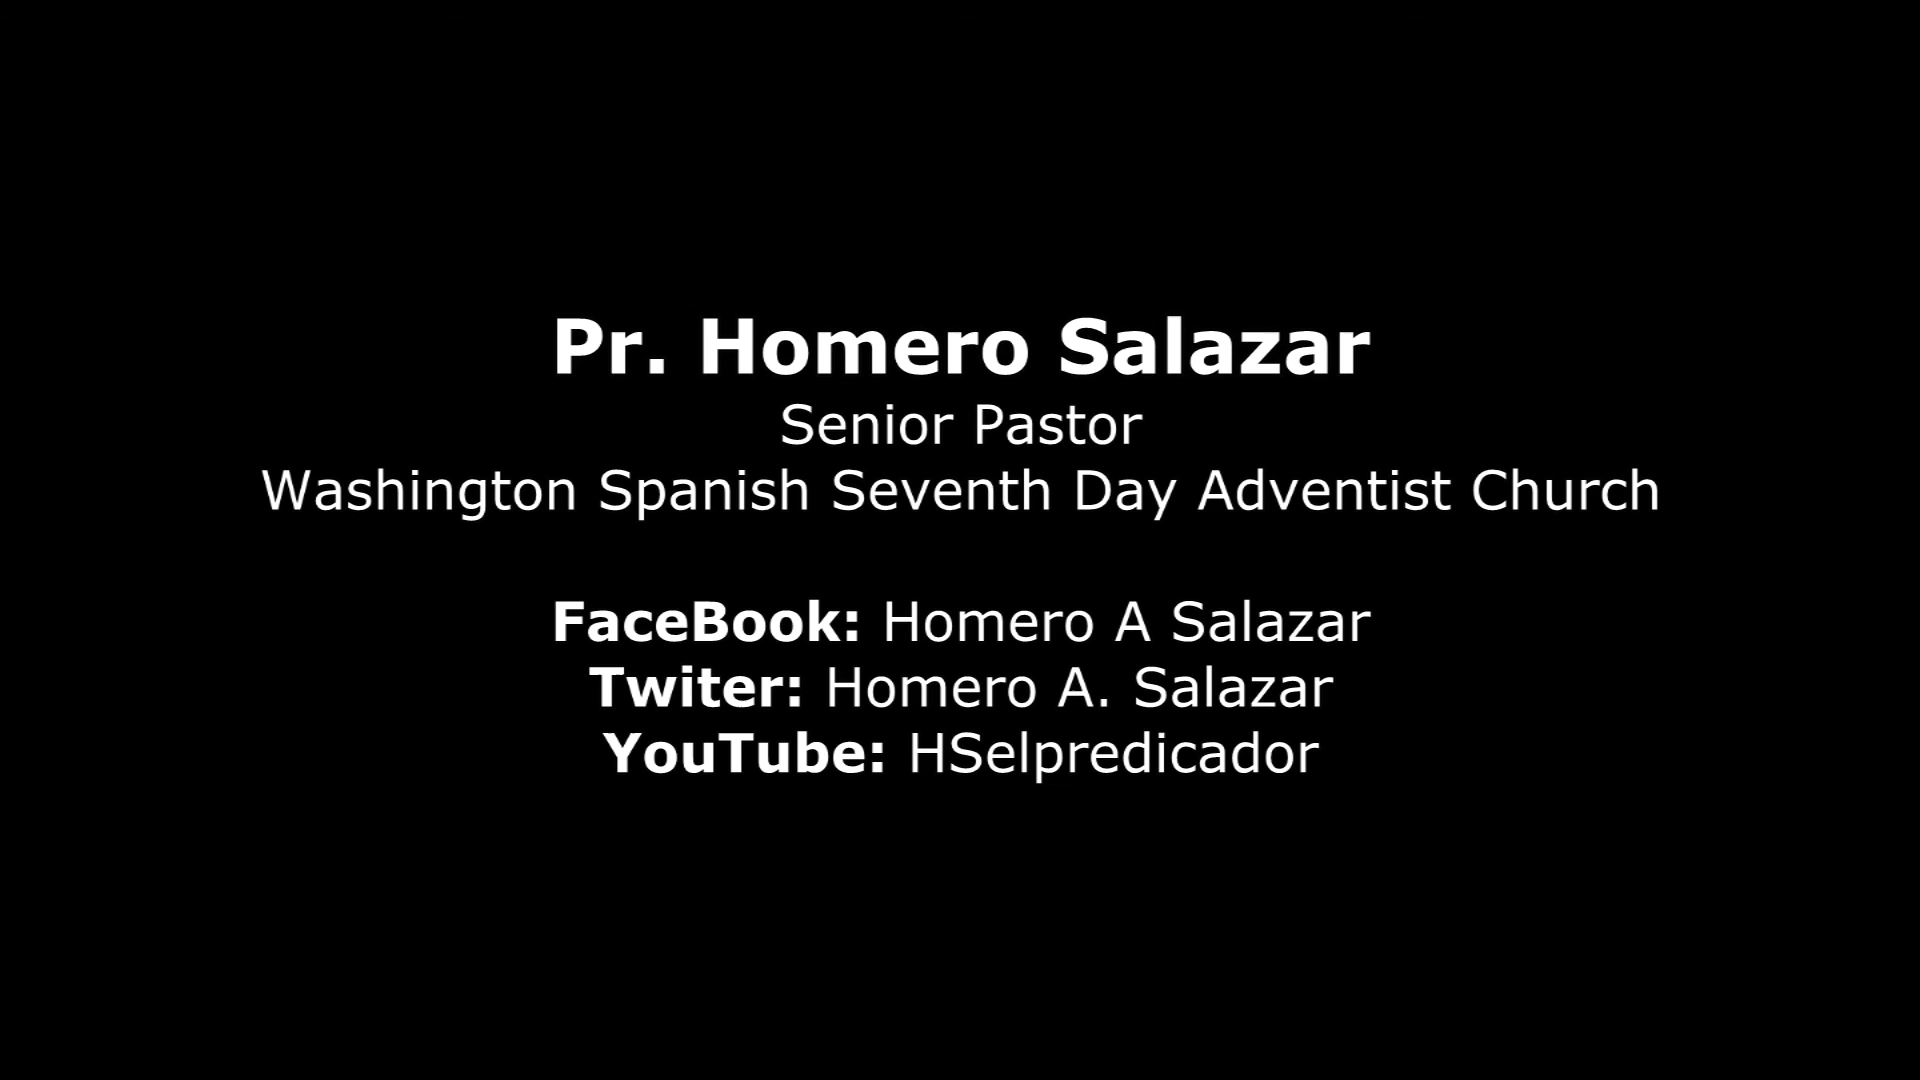 Pr. Homero Salazar
Senior Pastor
Washington Spanish Seventh Day Adventist Church
FaceBook: Homero A Salazar
Twiter: Homero A. Salazar
YouTube: HSelpredicador